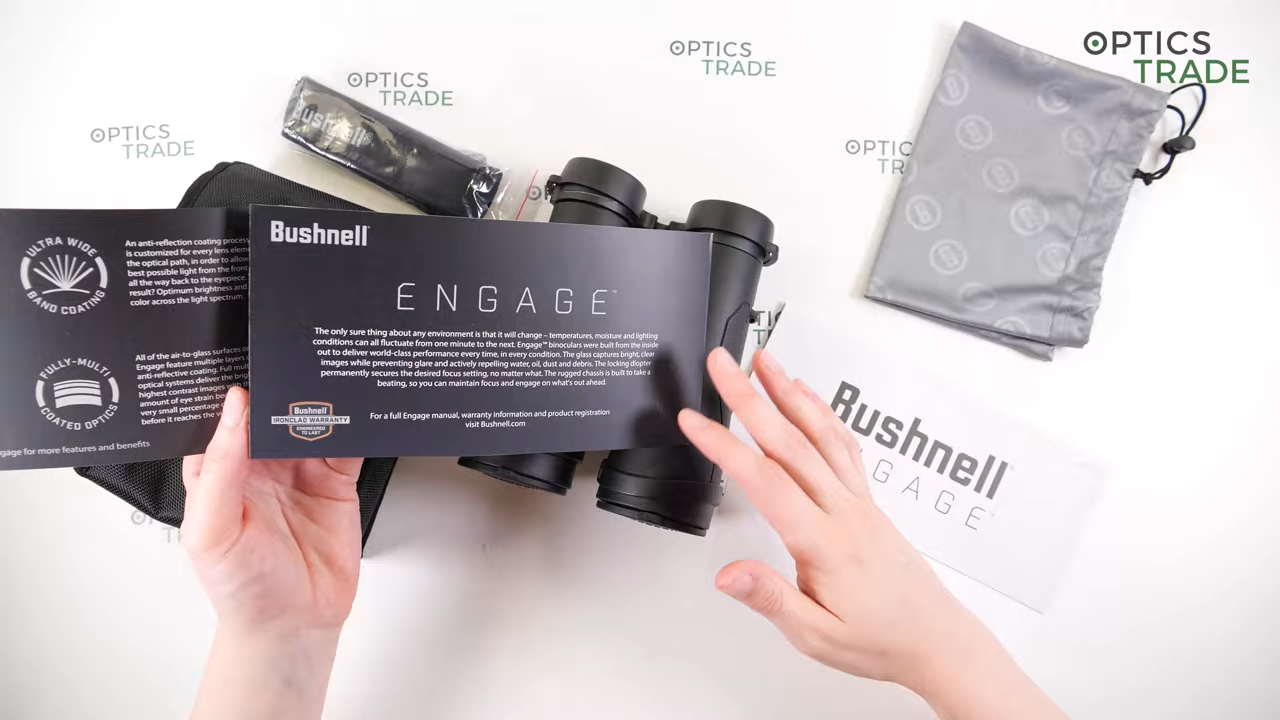 OPTICS
TRADE
OPTICS
TRADE
OPTICS
TRADE
OPTICS
TRADE
Bushnell
ULTRA WIDE
BAND COATING
An anti-reflection coating process
is customized for every lens
the optical path, in order to allow
best possible light from the front
all the way back to the eyepiece.
result? Optimum brightness and
color across the light spectrum.
FULLY-MULTI
COATED OPTICS
All of the air-to-glass surfaces
Engage feature multiple layers
anti-reflective coating. Full
optical systems deliver the
highest contrast images
amount of eye strain
very small percentage
before it reaches the
for more features and benefits
Bushnell
ENGAGE™
The only sure thing about any environment is that it will change – temperatures, moisture and lighting
conditions can all fluctuate from one minute to the next. Engage™ binoculars were built from the inside
out to deliver world-class performance every time, in every condition. The glass captures bright, clear
images while preventing glare and actively repelling water, oil, dust and debris. The locking diopter
permanently secures the desired focus setting, no matter what. The rugged chassis is built to take a
beating, so you can maintain focus and engage on what's out ahead.
Bushnell
IRONCLAD WARRANTY
ENGINEERED
TO LAST
For a full Engage manual, warranty information and product registration
visit Bushnell.com
Bushnell
ENGAGE